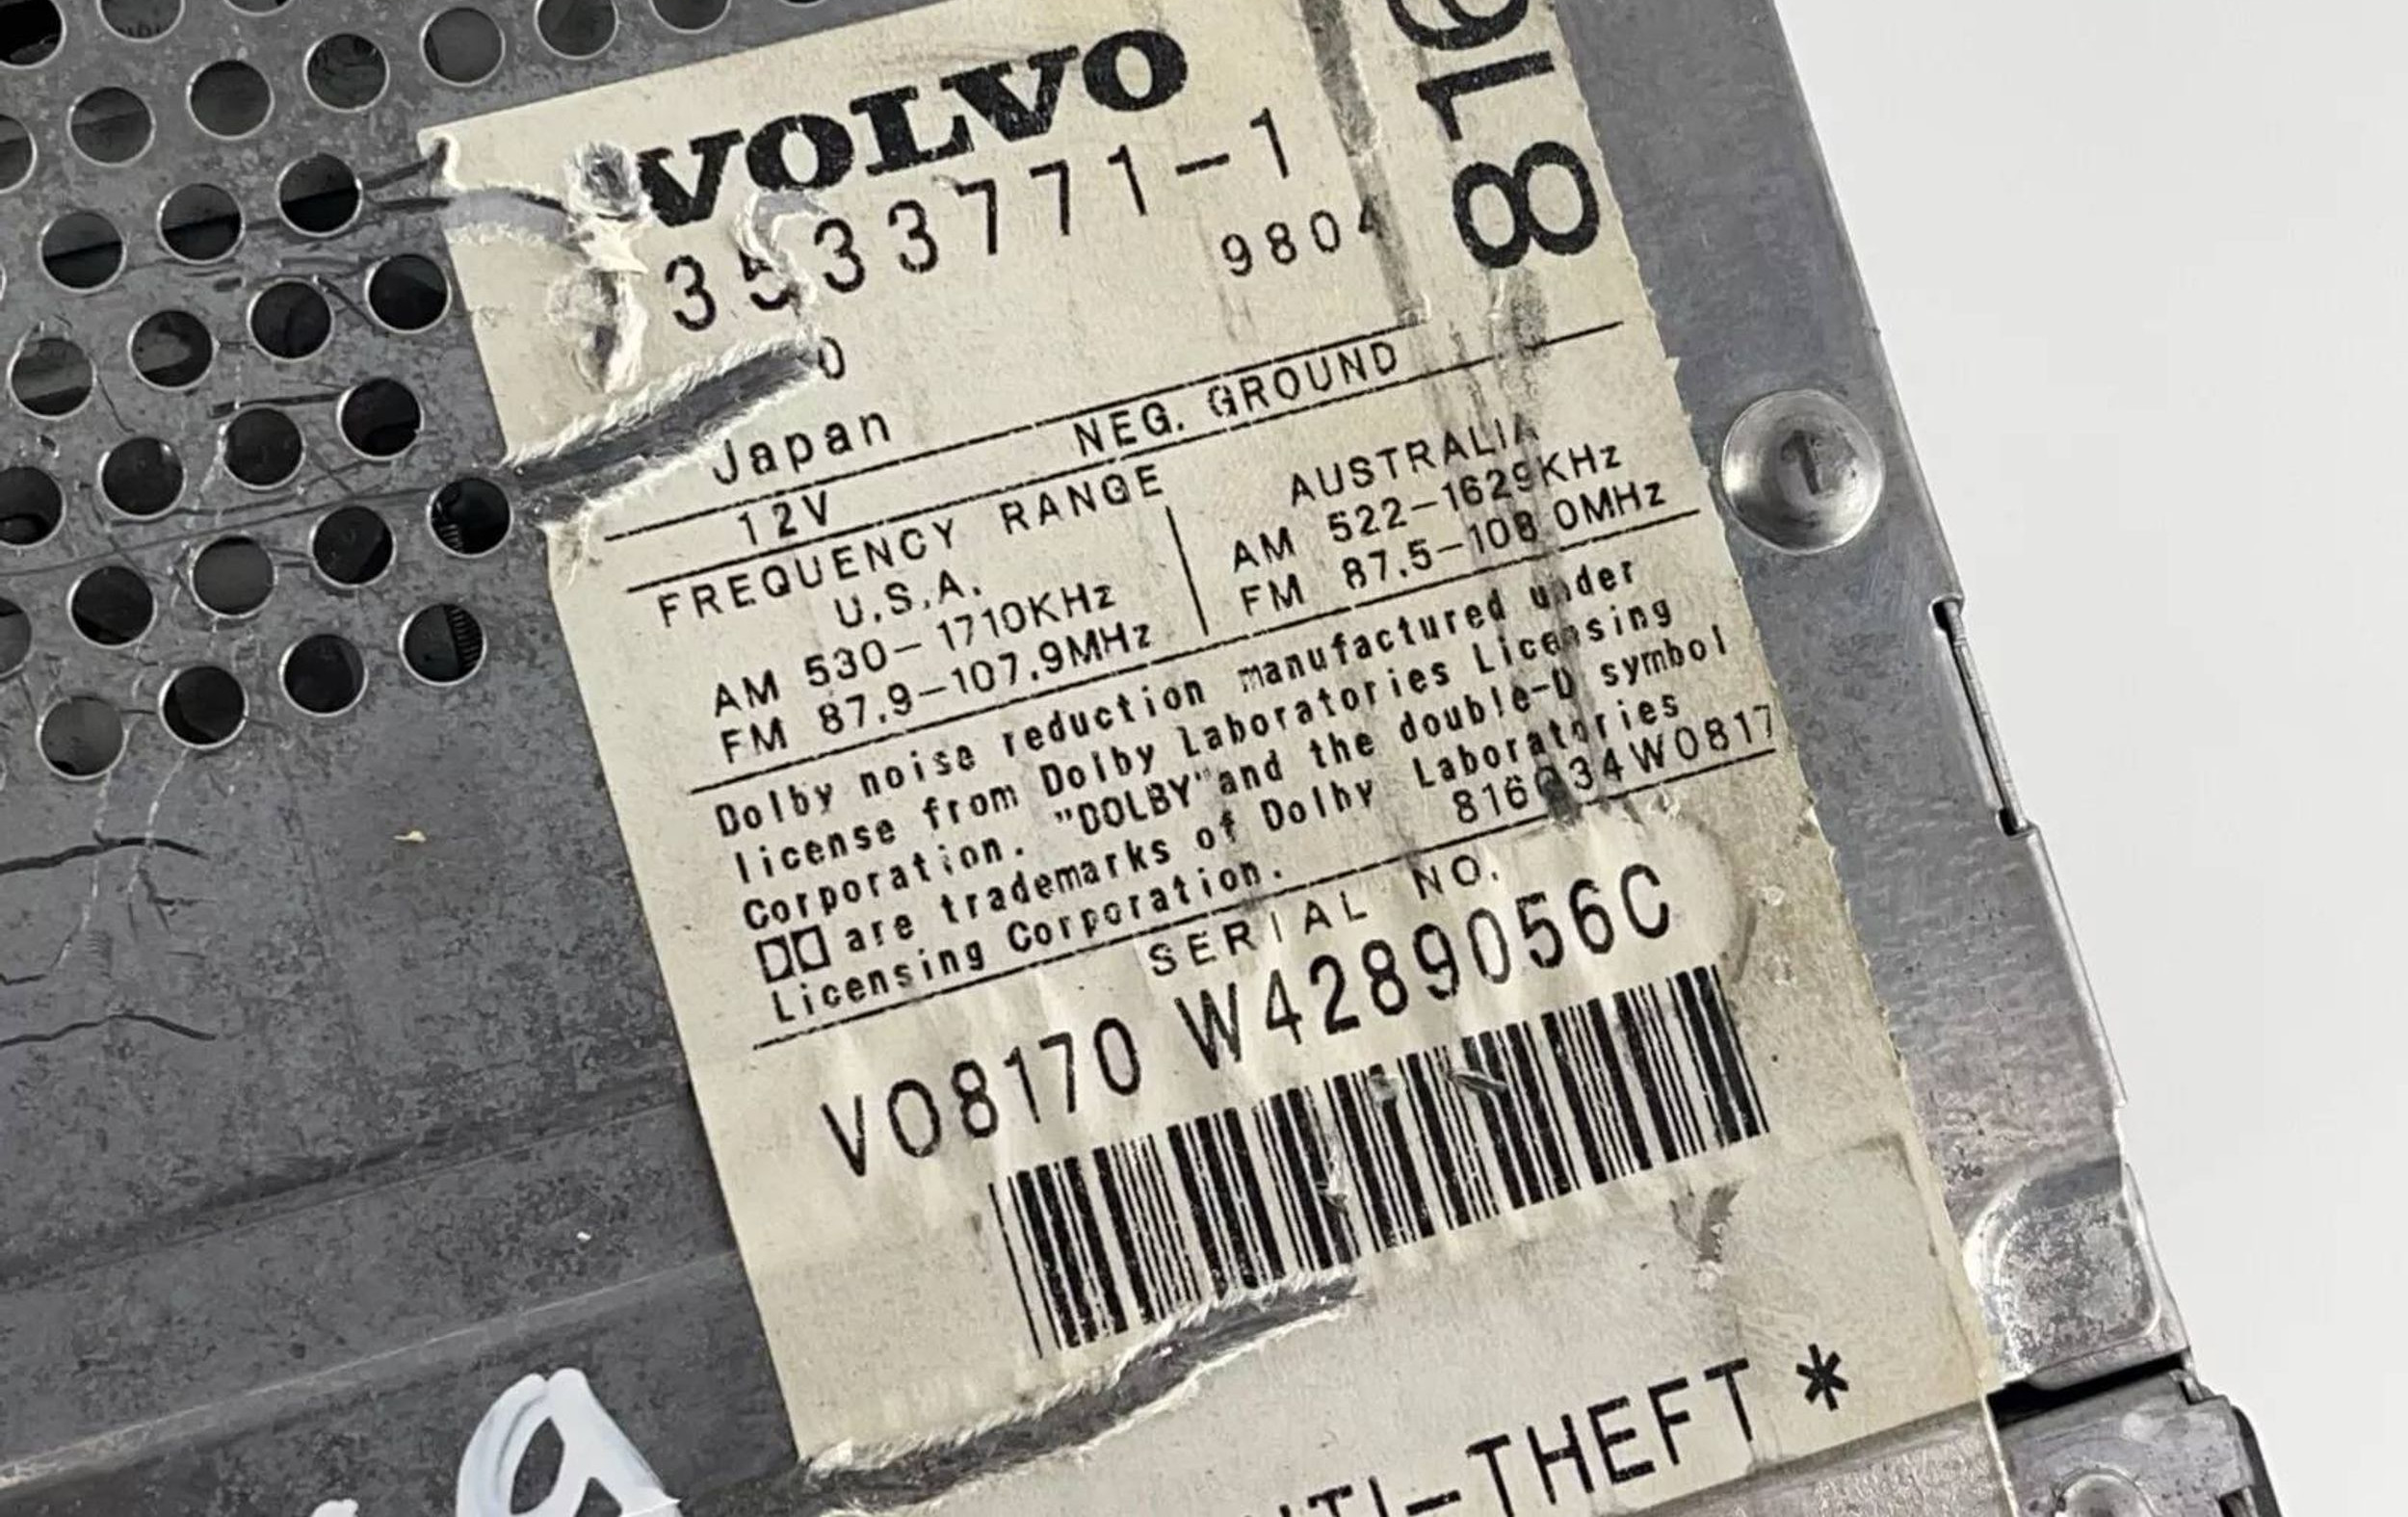 VOLVO
3533771-1
9804
0
Japan
12V NEG. GROUND
FREQUENCY RANGE
U.S.A.
AM 530-1710KHz
FM 87.9-107.9MHz
AUSTRALIA
AM 522-1629KHz
FM 87.5-108.0MHz
Dolby noise reduction manufactured under
license from Dolby Laboratories Licensing
Corporation. "DOLBY" and the double-D symbol
are trademarks of Dolby Laboratories
Licensing Corporation.
SERIAL NO.
VO8170 W4289056C
THEFT *